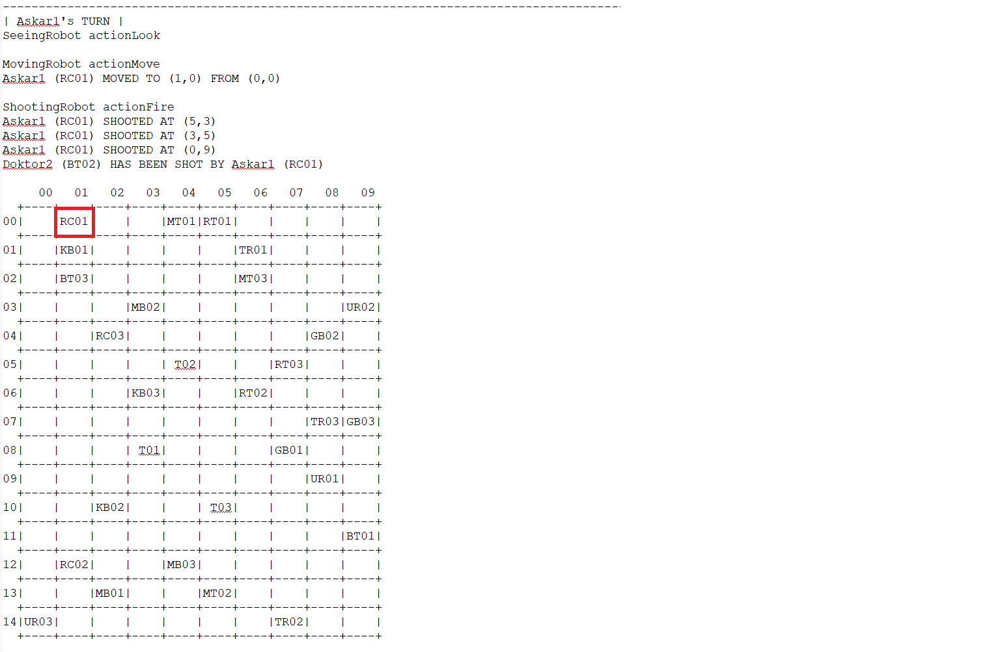 --------------------------------------------------------------------------------------
| Askar1's TURN |
SeeingRobot actionLook
MovingRobot actionMove
Askar1 (RC01) MOVED TO (1,0) FROM (0,0)
ShootingRobot actionFire
Askar1 (RC01) SHOOTED AT (5,3)
Askar1 (RC01) SHOOTED AT (3,5)
Askar1 (RC01) SHOOTED AT (0,9)
Doktor2 (BT02) HAS BEEN SHOT BY Askar1 (RC01)
     00   01   02   03   04   05   06   07   08   09
  +----+----+----+----+----+----+----+----+----+----+
00|    |RC01|    |    |MT01|RT01|    |    |    |    |
  +----+----+----+----+----+----+----+----+----+----+
01|    |KB01|    |    |    |    |TR01|    |    |    |
  +----+----+----+----+----+----+----+----+----+----+
02|    |BT03|    |    |    |    |MT03|    |    |    |
  +----+----+----+----+----+----+----+----+----+----+
03|    |    |    |MB02|    |    |    |    |    |UR02|
  +----+----+----+----+----+----+----+----+----+----+
04|    |    |RC03|    |    |    |    |    |GB02|    |
  +----+----+----+----+----+----+----+----+----+----+
05|    |    |    |    | T02|    |    |RT03|    |    |
  +----+----+----+----+----+----+----+----+----+----+
06|    |    |    |KB03|    |    |RT02|    |    |    |
  +----+----+----+----+----+----+----+----+----+----+
07|    |    |    |    |    |    |    |    |TR03|GB03|
  +----+----+----+----+----+----+----+----+----+----+
08|    |    |    | T01|    |    |    |GB01|    |    |
  +----+----+----+----+----+----+----+----+----+----+
09|    |    |    |    |    |    |    |    |UR01|    |
  +----+----+----+----+----+----+----+----+----+----+
10|    |    |KB02|    |    | T03|    |    |    |    |
  +----+----+----+----+----+----+----+----+----+----+
11|    |    |    |    |    |    |    |    |    |BT01|
  +----+----+----+----+----+----+----+----+----+----+
12|    |RC02|    |    |MB03|    |    |    |    |    |
  +----+----+----+----+----+----+----+----+----+----+
13|    |    |MB01|    |    |MT02|    |    |    |    |
  +----+----+----+----+----+----+----+----+----+----+
14|UR03|    |    |    |    |    |    |TR02|    |    |
  +----+----+----+----+----+----+----+----+----+----+